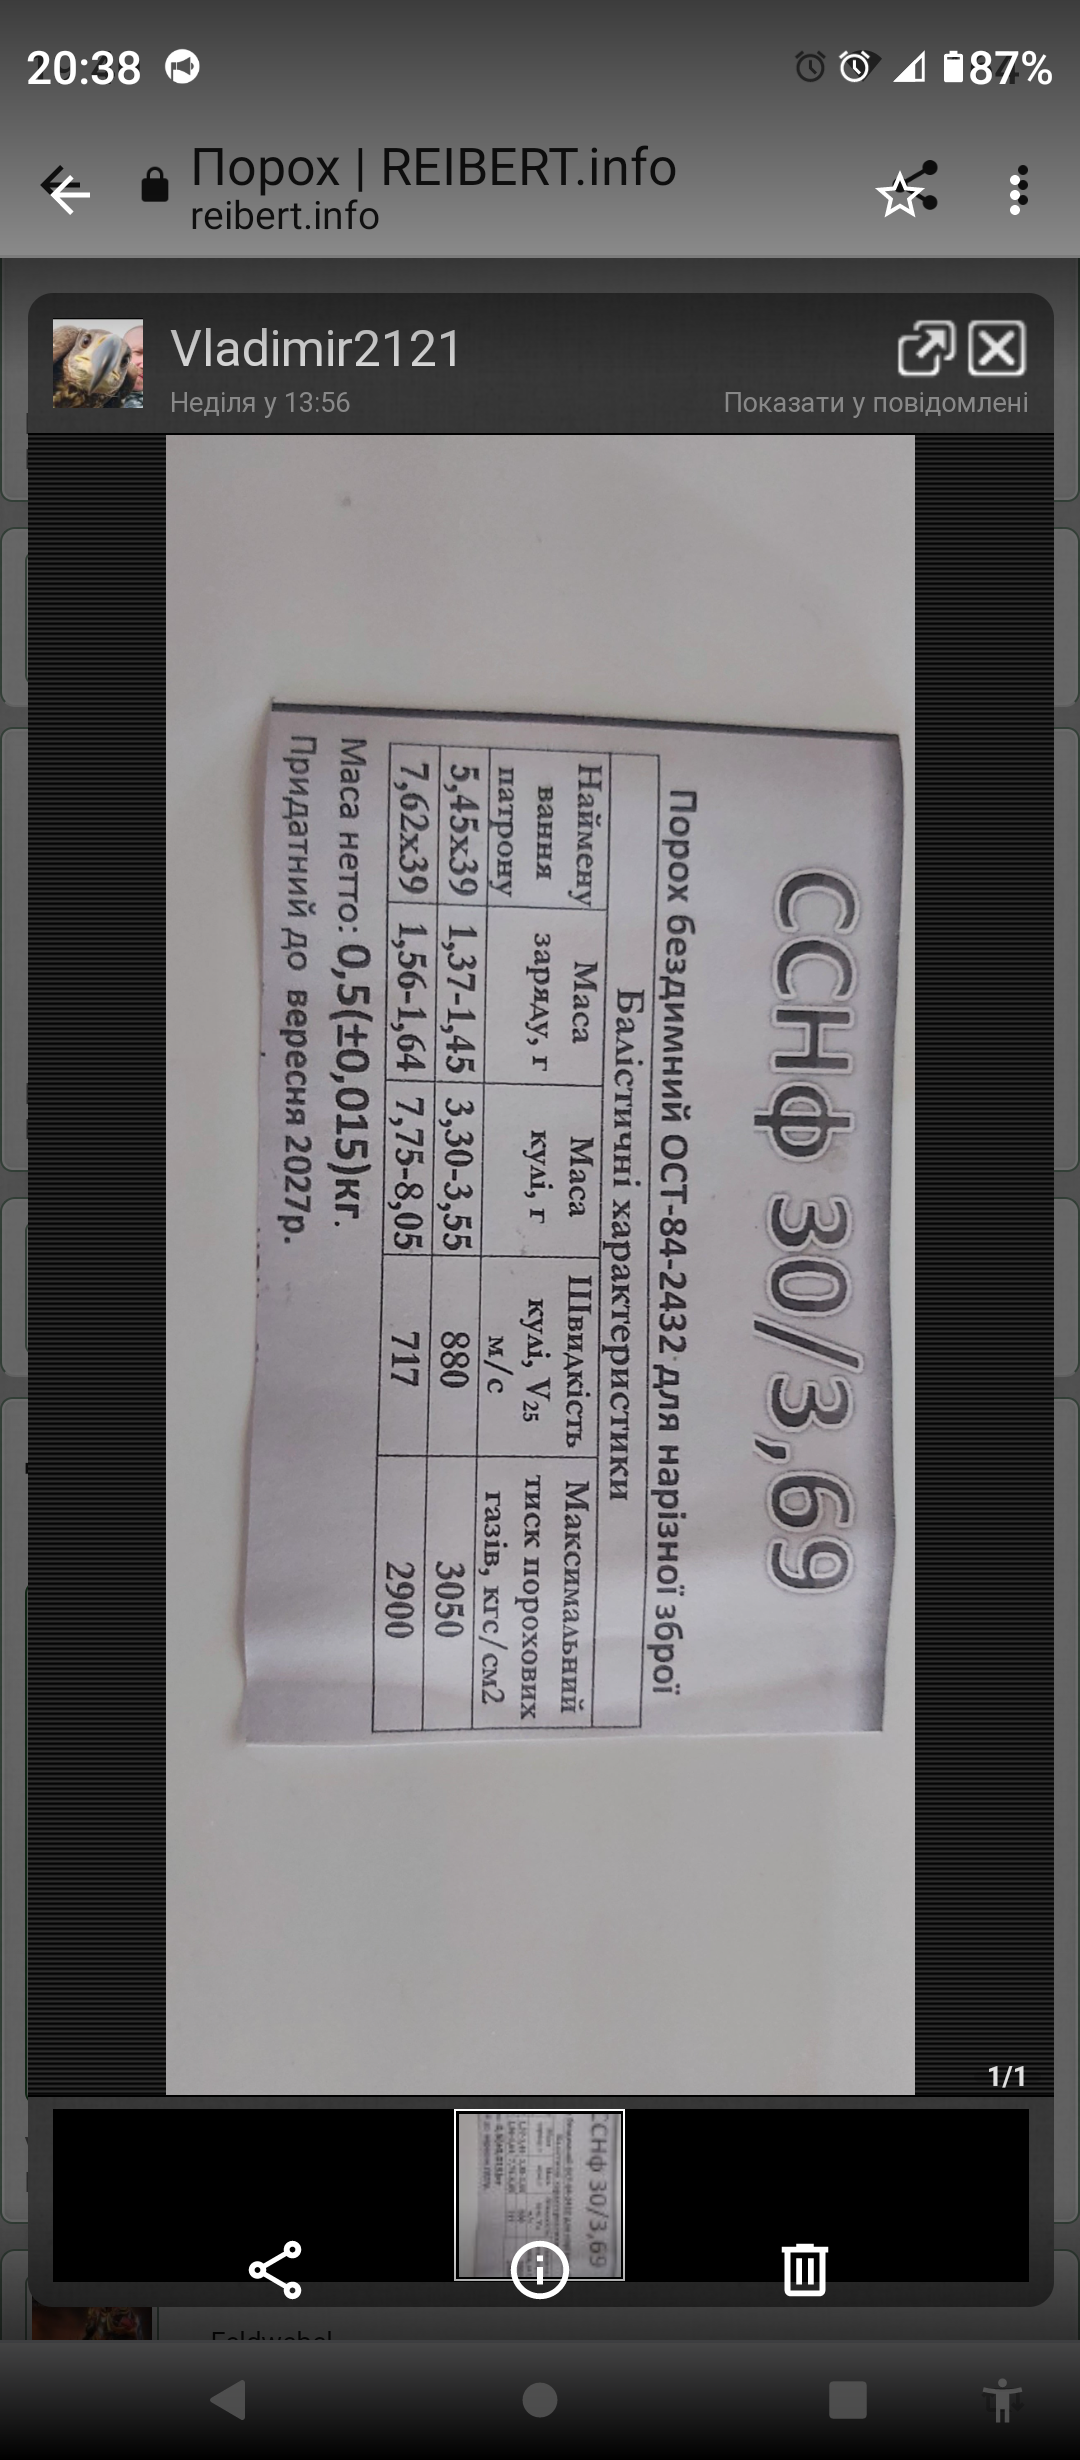 20:38
87%
Порох | REIBERT.info
reibert.info
Vladimir2121
Неділя у 13:56
Показати у повідомлені
ССНф 30/3,69
Порох бездимний ОСТ-84-2432 для нарізної зброї
Балістичні характеристики
Наймену вання патрону Маса заряду, г Маса кулі, г Швидкість кулі, V25 м/с Максимальний тиск порохових газів, кгс/см2
5,45х39 1,37-1,45 3,30-3,55 880 3050
7,62х39 1,56-1,64 7,75-8,05 717 2900
Маса нетто: 0,5(±0,015)кг.
Придатний до вересня 2027р.
1/1